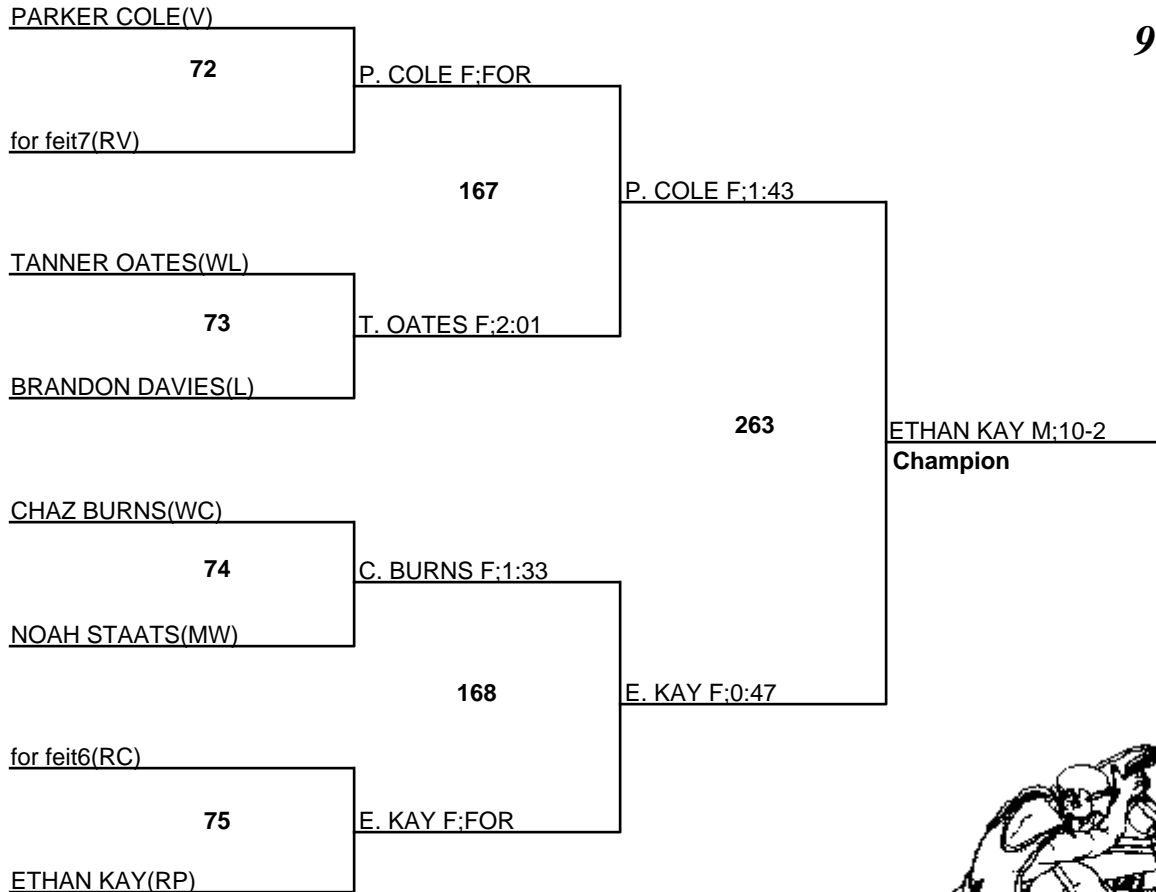 PARKER COLE(V)
9
72
P. COLE F;FOR
for feit7(RV)
167
P. COLE F;1:43
TANNER OATES(WL)
73
T. OATES F;2:01
BRANDON DAVIES(L)
263
ETHAN KAY M;10-2
Champion
CHAZ BURNS(WC)
74
C. BURNS F;1:33
NOAH STAATS(MW)
168
E. KAY F;0:47
for feit6(RC)
75
E. KAY F;FOR
ETHAN KAY(RP)